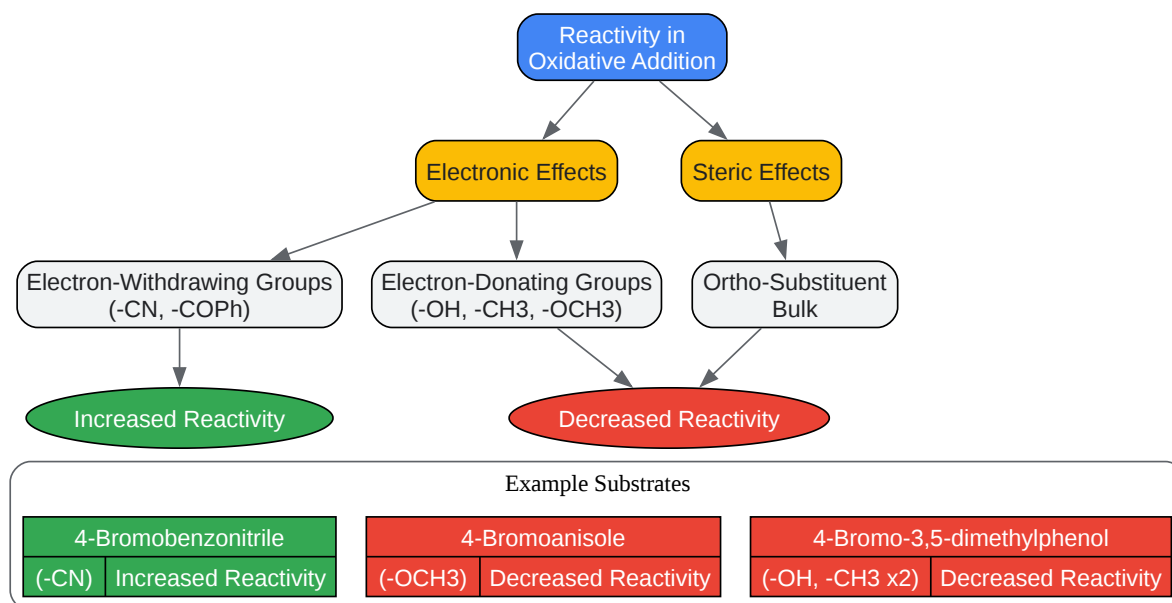 Reactivity in
Oxidative Addition
Electronic Effects
Steric Effects
Electron-Withdrawing Groups
(-CN, -COPh)
Electron-Donating Groups
(-OH, -CH3, -OCH3)
Ortho-Substituent
Bulk
Increased Reactivity
Decreased Reactivity
Example Substrates
4-Bromobenzonitrile
(-CN) Increased Reactivity
4-Bromoanisole
(-OCH3) Decreased Reactivity
4-Bromo-3,5-dimethylphenol
(-OH, -CH3 x2) Decreased Reactivity